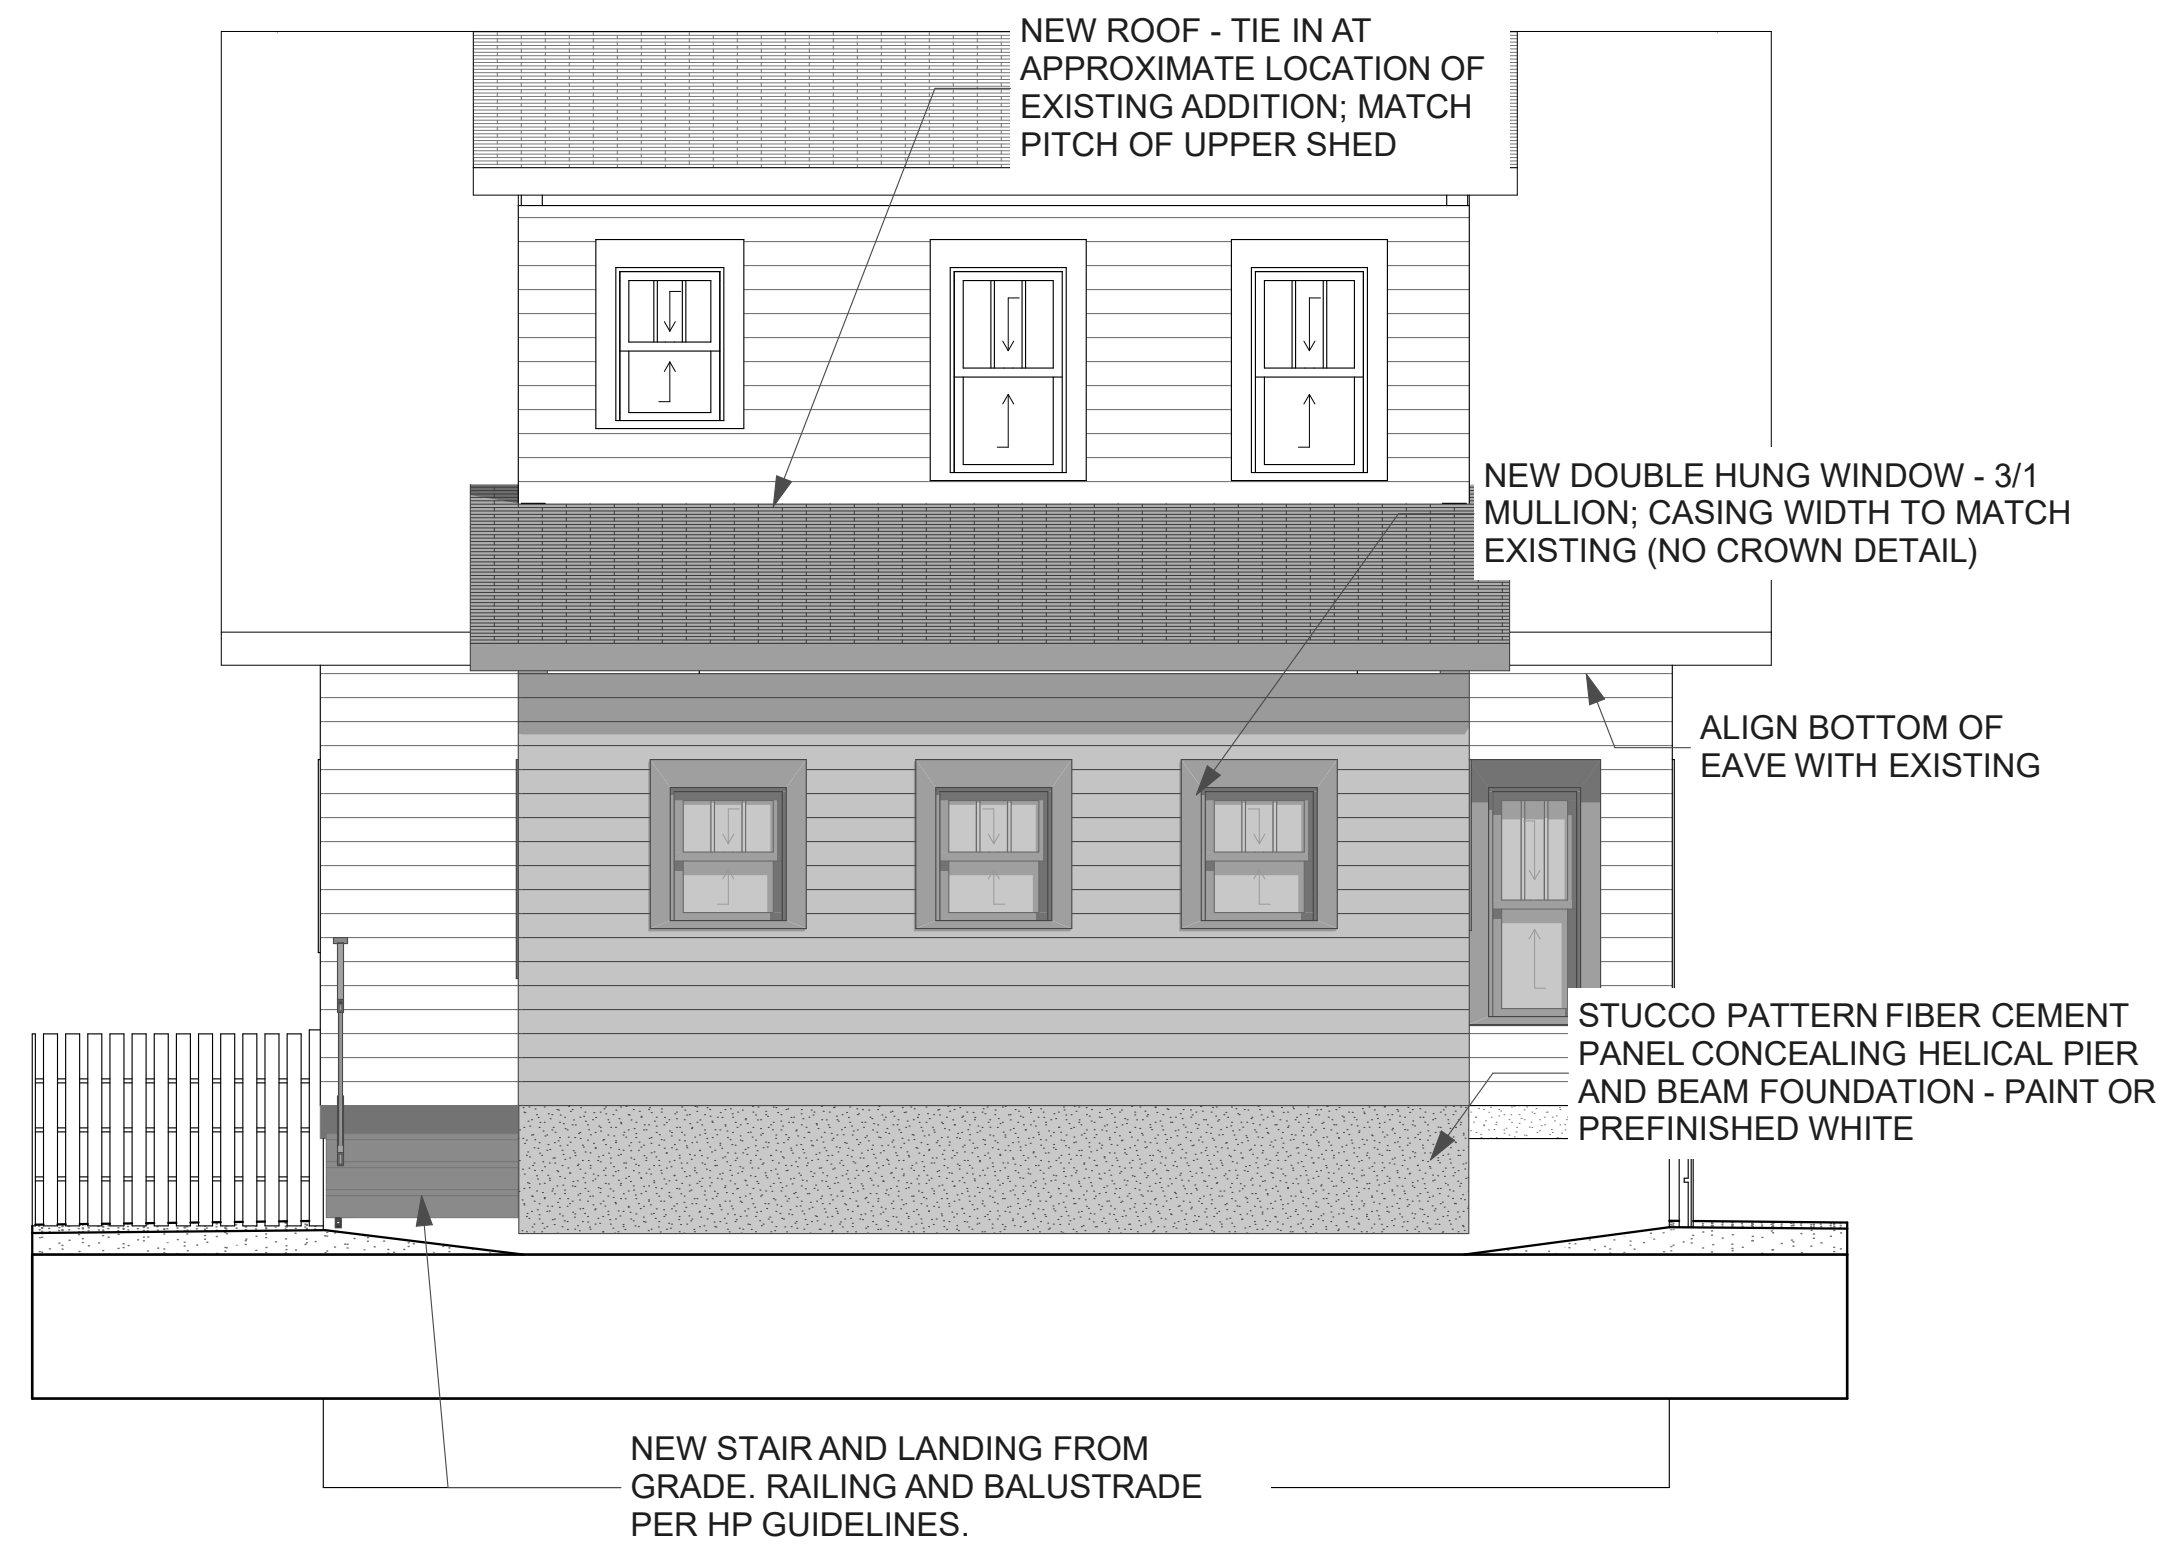 NEW ROOF - TIE IN AT
APPROXIMATE LOCATION OF
EXISTING ADDITION; MATCH
PITCH OF UPPER SHED
NEW DOUBLE HUNG WINDOW - 3/1
MULLION; CASING WIDTH TO MATCH
EXISTING (NO CROWN DETAIL)
ALIGN BOTTOM OF
EAVE WITH EXISTING
STUCCO PATTERN FIBER CEMENT
PANEL CONCEALING HELICAL PIER
AND BEAM FOUNDATION - PAINT OR
PREFINISHED WHITE
NEW STAIR AND LANDING FROM
GRADE. RAILING AND BALUSTRADE
PER HP GUIDELINES.